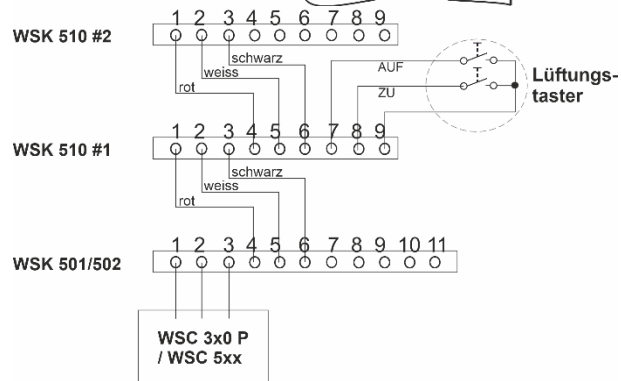 WSK 510 #2
1 2 3 4 5 6 7 8 9
schwarz
weiss
rot
AUF
ZU
Lüftungs-
taster
WSK 510 #1
1 2 3 4 5 6 7 8 9
schwarz
weiss
rot
WSK 501/502
1 2 3 4 5 6 7 8 9 10 11
WSC 3x0 P
/ WSC 5xx